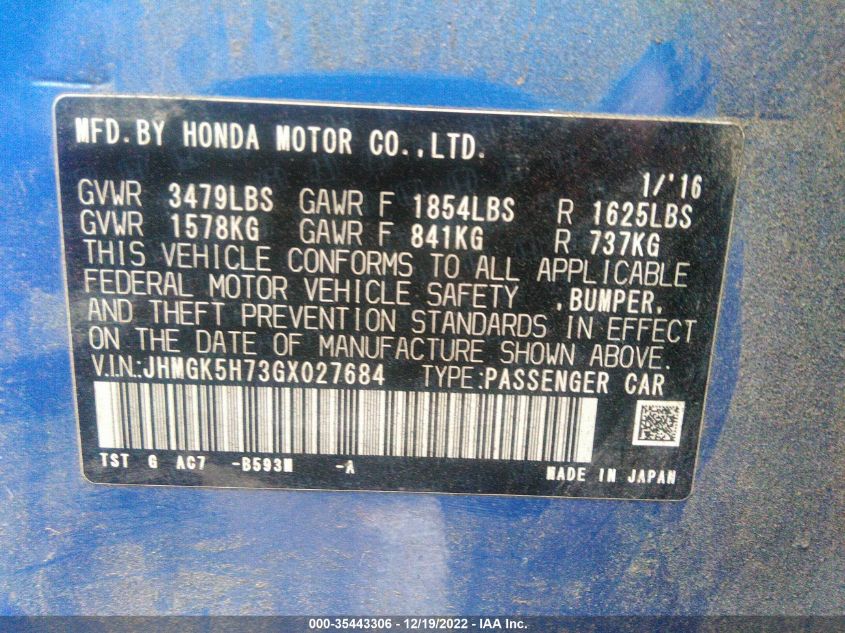 MFD. BY HONDA MOTOR CO.,LTD.
1/'16
GVWR 3479LBS GAWR F 1854LBS R 1625LBS
GVWR 1578KG GAWR F 841KG R 737KG
THIS VEHICLE CONFORMS TO ALL APPLICABLE
FEDERAL MOTOR VEHICLE SAFETY ,BUMPER,
AND THEFT PREVENTION STANDARDS IN EFFECT
ON THE DATE OF MANUFACTURE SHOWN ABOVE.
V.I.N.:JHMGK5H73GX027684 TYPE:PASSENGER CAR
TST G AC7 -B593M -A MADE IN JAPAN
000-35443306 - 12/19/2022 - IAA Inc.